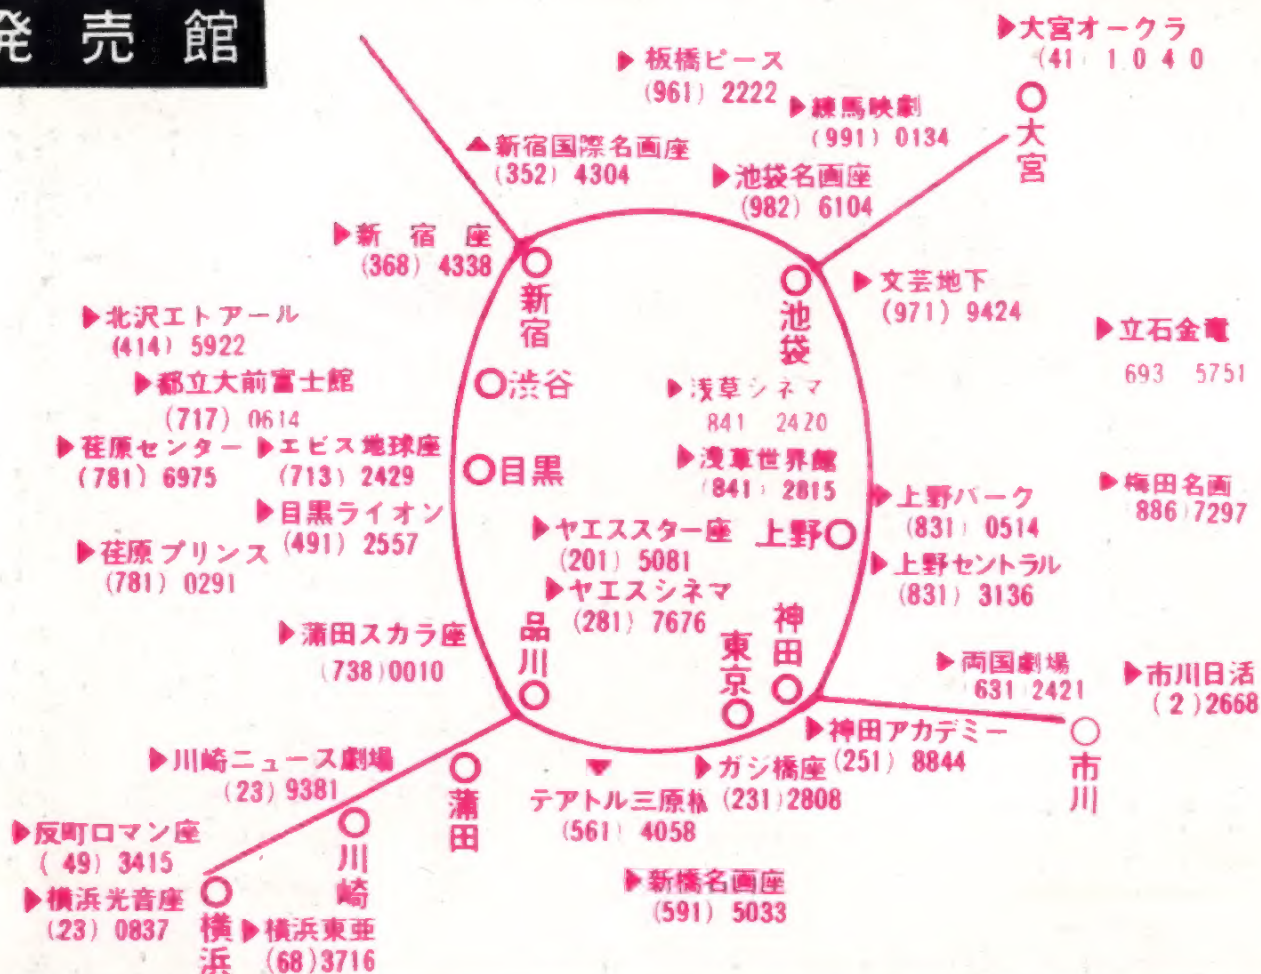 発売館
▶大宮オークラ
(41) 1040
大宮
▶板橋ピース
(961) 2222
▶練馬映劇
(991) 0134
▲新宿国際名画座
(352) 4304
▶池袋名画座
(982) 6104
▶新宿座
(368) 4338
新宿
池袋
▶文芸地下
(971) 9424
▶北沢エトアール
(414) 5922
▶立石金竜
693 5751
▶都立大前富士館
(717) 0614
渋谷
▶浅草シネマ
841 2420
▶荏原センター
(781) 6975
▶エビス地球座
(713) 2429
目黒
▶浅草世界館
(841) 2815
▶目黒ライオン
(491) 2557
▶上野パーク
(831) 0514
▶梅田名画
(886) 7297
▶荏原プリンス
(781) 0291
▶ヤエススター座
(201) 5081
上野
▶上野セントラル
(831) 3136
▶ヤエスシネマ
(281) 7676
▶蒲田スカラ座
(738) 0010
品川
東京
神田
▶両国劇場
631 2421
▶市川日活
(2) 2668
▶神田アカデミー
(251) 8844
市川
▶川崎ニュース劇場
(23) 9381
蒲田
▼
テアトル三原橋
(561) 4058
▶ガシ橋座
(231) 2808
▶反町ロマン座
(49) 3415
川崎
▶新橋名画座
(591) 5033
▶横浜光音座
(23) 0837
横浜
▶横浜東亜
(68) 3716